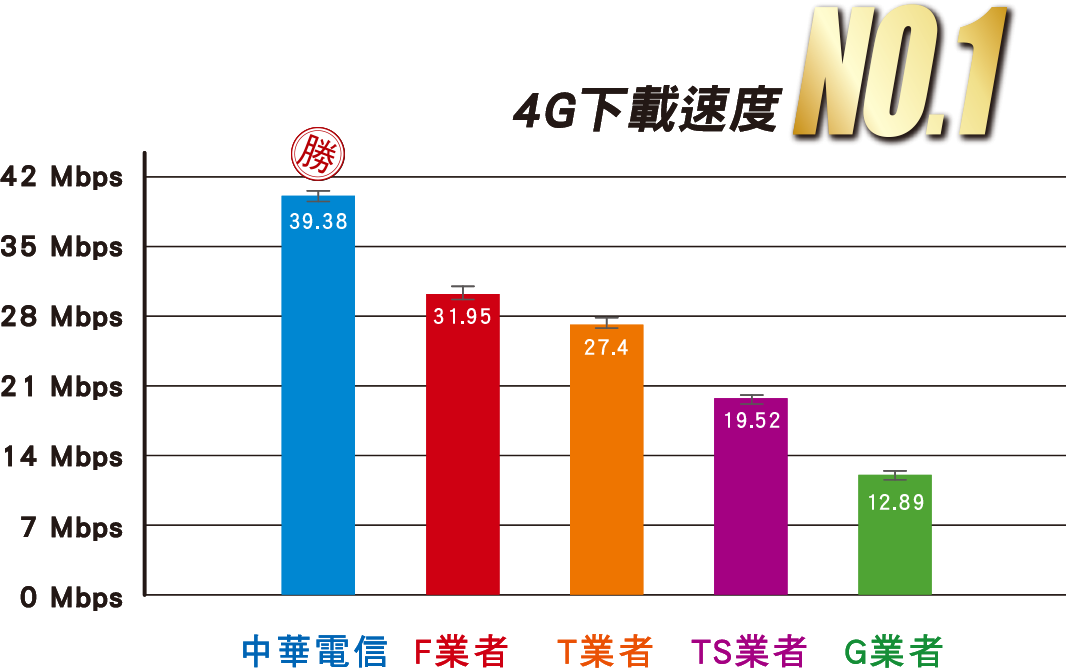 4G下載速度 NO.1
勝
42 Mbps
35 Mbps
28 Mbps
21 Mbps
14 Mbps
7 Mbps
0 Mbps
39.38
31.95
27.4
19.52
12.89
中華電信 F業者 T業者 TS業者 G業者